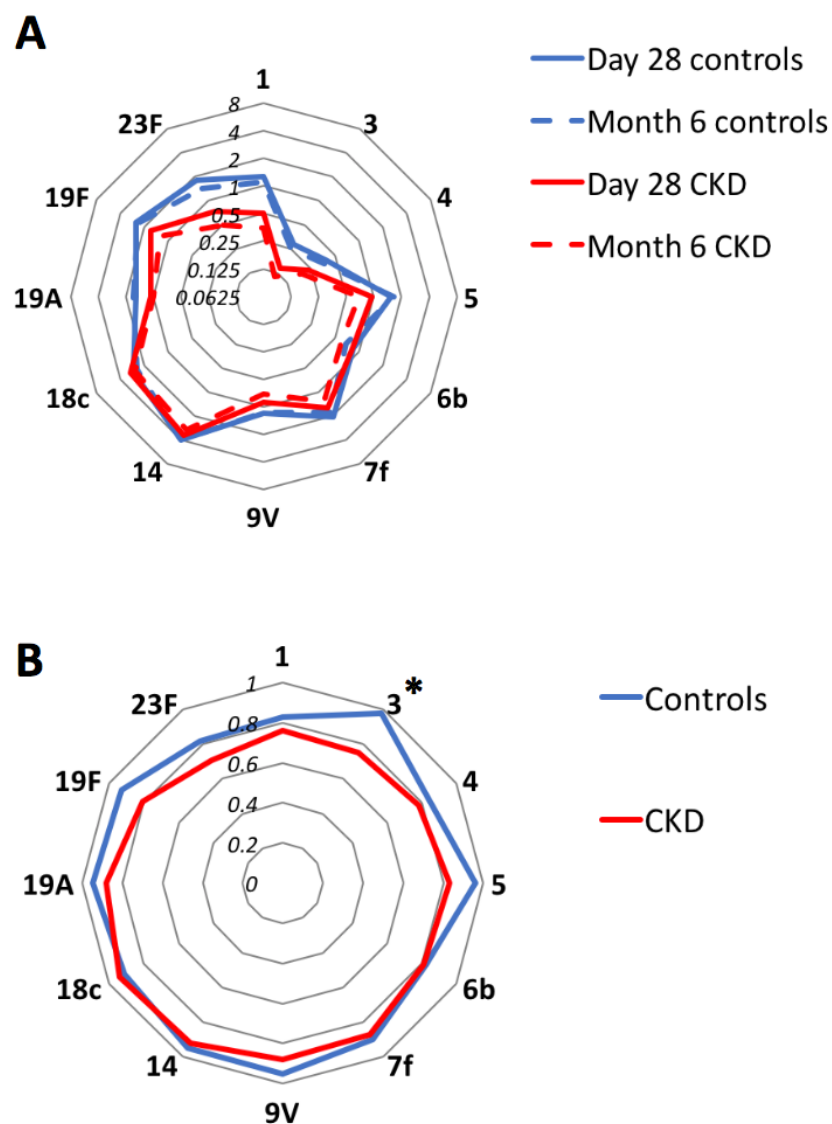 A
Day 28 controls
Month 6 controls
Day 28 CKD
Month 6 CKD
1
3
4
5
6b
7f
9V
14
18c
19A
19F
23F
8
4
2
1
0.5
0.25
0.125
0.0625
B
Controls
CKD
1
3*
4
5
6b
7f
9V
14
18c
19A
19F
23F
1
0.8
0.6
0.4
0.2
0